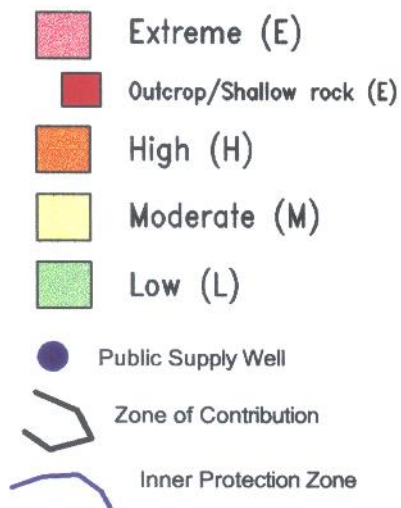 Extreme (E)
Outcrop/Shallow rock (E)
High (H)
Moderate (M)
Low (L)
Public Supply Well
Zone of Contribution
Inner Protection Zone